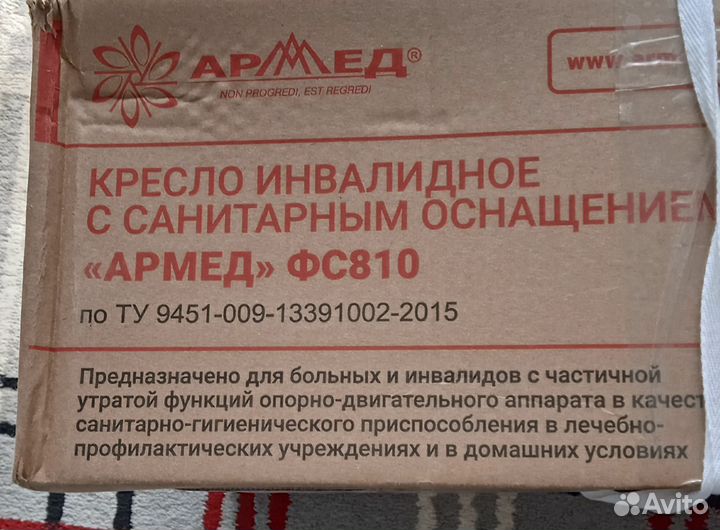 АРМЕД®
NON PROGREDI, EST REGREDI
www.
КРЕСЛО ИНВАЛИДНОЕ
С САНИТАРНЫМ ОСНАЩЕНИЕМ
«АРМЕД» ФС810
по ТУ 9451-009-13391002-2015
Предназначено для больных и инвалидов с частичной
утратой функций опорно-двигательного аппарата в качест
санитарно-гигиенического приспособления в лечебно-
профилактических учреждениях и в домашних условиях
Avito